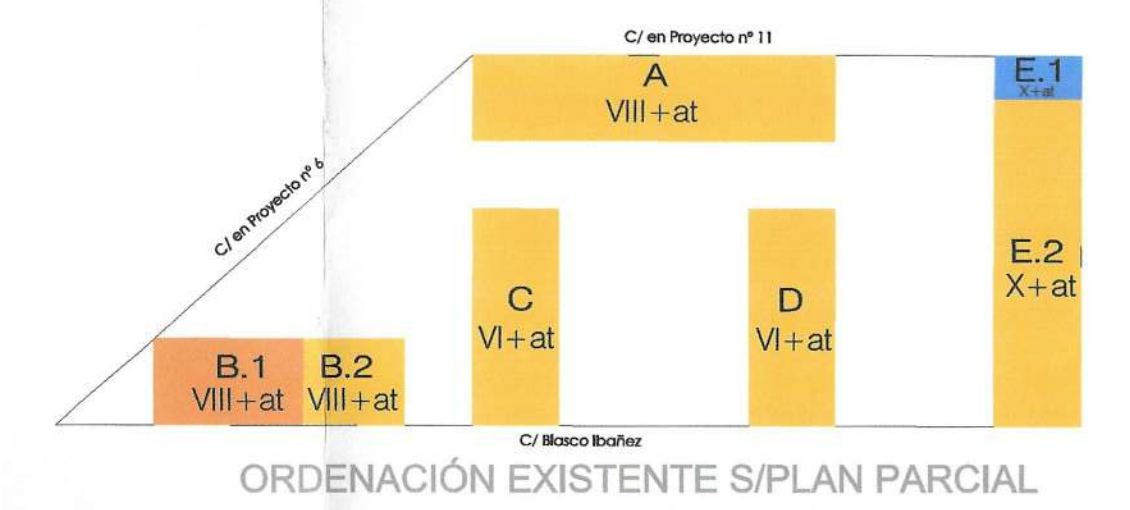 C/ en Proyecto nº 11
A
VIII+at
E.1
X+at
C/ en Proyecto nº 6
E.2
X+at
C
VI+at
D
VI+at
B.1
VIII+at
B.2
VIII+at
C/ Blasco Ibañez
ORDENACIÓN EXISTENTE S/PLAN PARCIAL